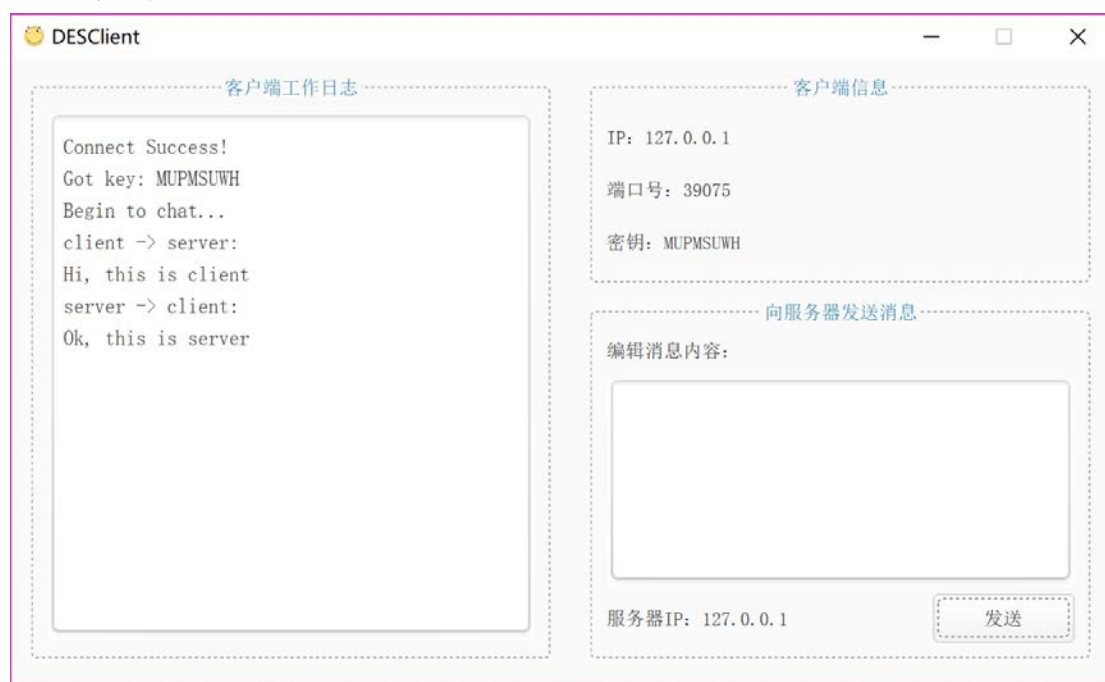 DESClient
客户端工作日志
Connect Success!
Got key: MUPMSUWH
Begin to chat...
client -> server:
Hi, this is client
server -> client:
Ok, this is server
客户端信息
IP: 127.0.0.1
端口号: 39075
密钥: MUPMSUWH
向服务器发送消息
编辑消息内容:
服务器IP: 127.0.0.1
发送